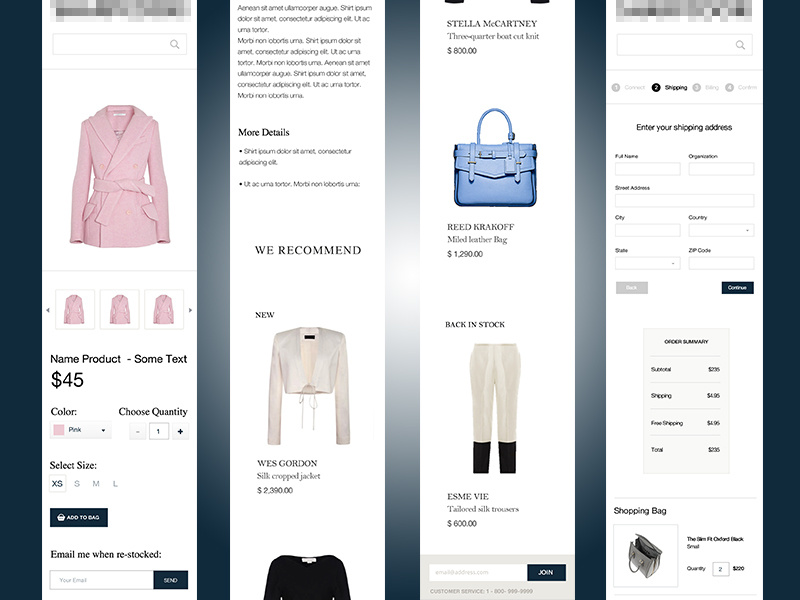 Name Product - Some Text
$45
Color:
Choose Quantity
Pink
-
1
+
Select Size:
XS S M L
ADD TO BAG
Email me when re-stocked:
Your Email
SEND
Aenean sit amet ullamcorper augue. Shirt ipsum
dolor sit amet, consectetur adipiscing elit. Ut ac
urna tortor.
Morbi non lobortis urna. Shirt ipsum dolor sit
amet, consectetur adipiscing elit. Ut ac urna
tortor. Morbi non lobortis urna. Aenean sit amet
ullamcorper augue. Shirt ipsum dolor sit amet,
consectetur adipiscing elit. Ut ac urna tortor.
Morbi non lobortis urna.
More Details
• Shirt ipsum dolor sit amet, consectetur
adipiscing elit.
• Ut ac urna tortor. Morbi non lobortis urna;
WE RECOMMEND
NEW
WES GORDON
Silk cropped jacket
$ 2,390.00
STELLA McCARTNEY
Three-quarter boat cut knit
$ 800.00
REED KRAKOFF
Miled leather Bag
$ 1,290.00
BACK IN STOCK
ESME VIE
Tailored silk trousers
$ 600.00
email@address.com
JOIN
CUSTOMER SERVICE: 1 - 800- 999-9999
1 Connect 2 Shipping 3 Billing 4 Confirm
Enter your shipping address
Full Name
Organization
Street Address
City
Country
State
ZIP Code
Back
Continue
ORDER SUMMARY
Subtotal $235
Shipping $4.95
Free Shipping $4.95
Total $235
Shopping Bag
The Slim Fit Oxford Black
Small
Quantity 2 $220